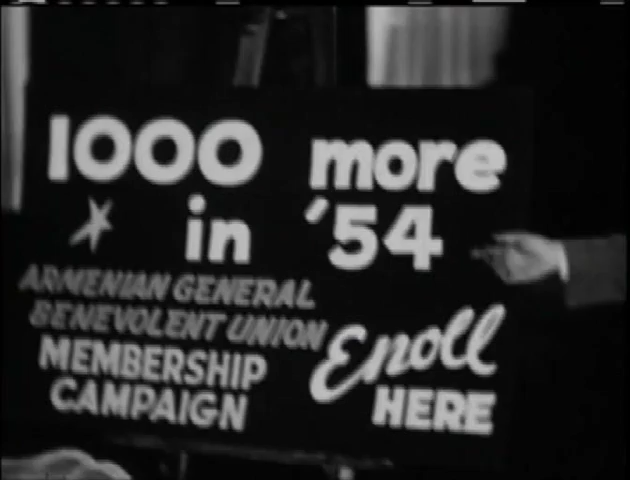 1000 more
in '54
ARMENIAN GENERAL
BENEVOLENT UNION
MEMBERSHIP
CAMPAIGN
Enroll
HERE